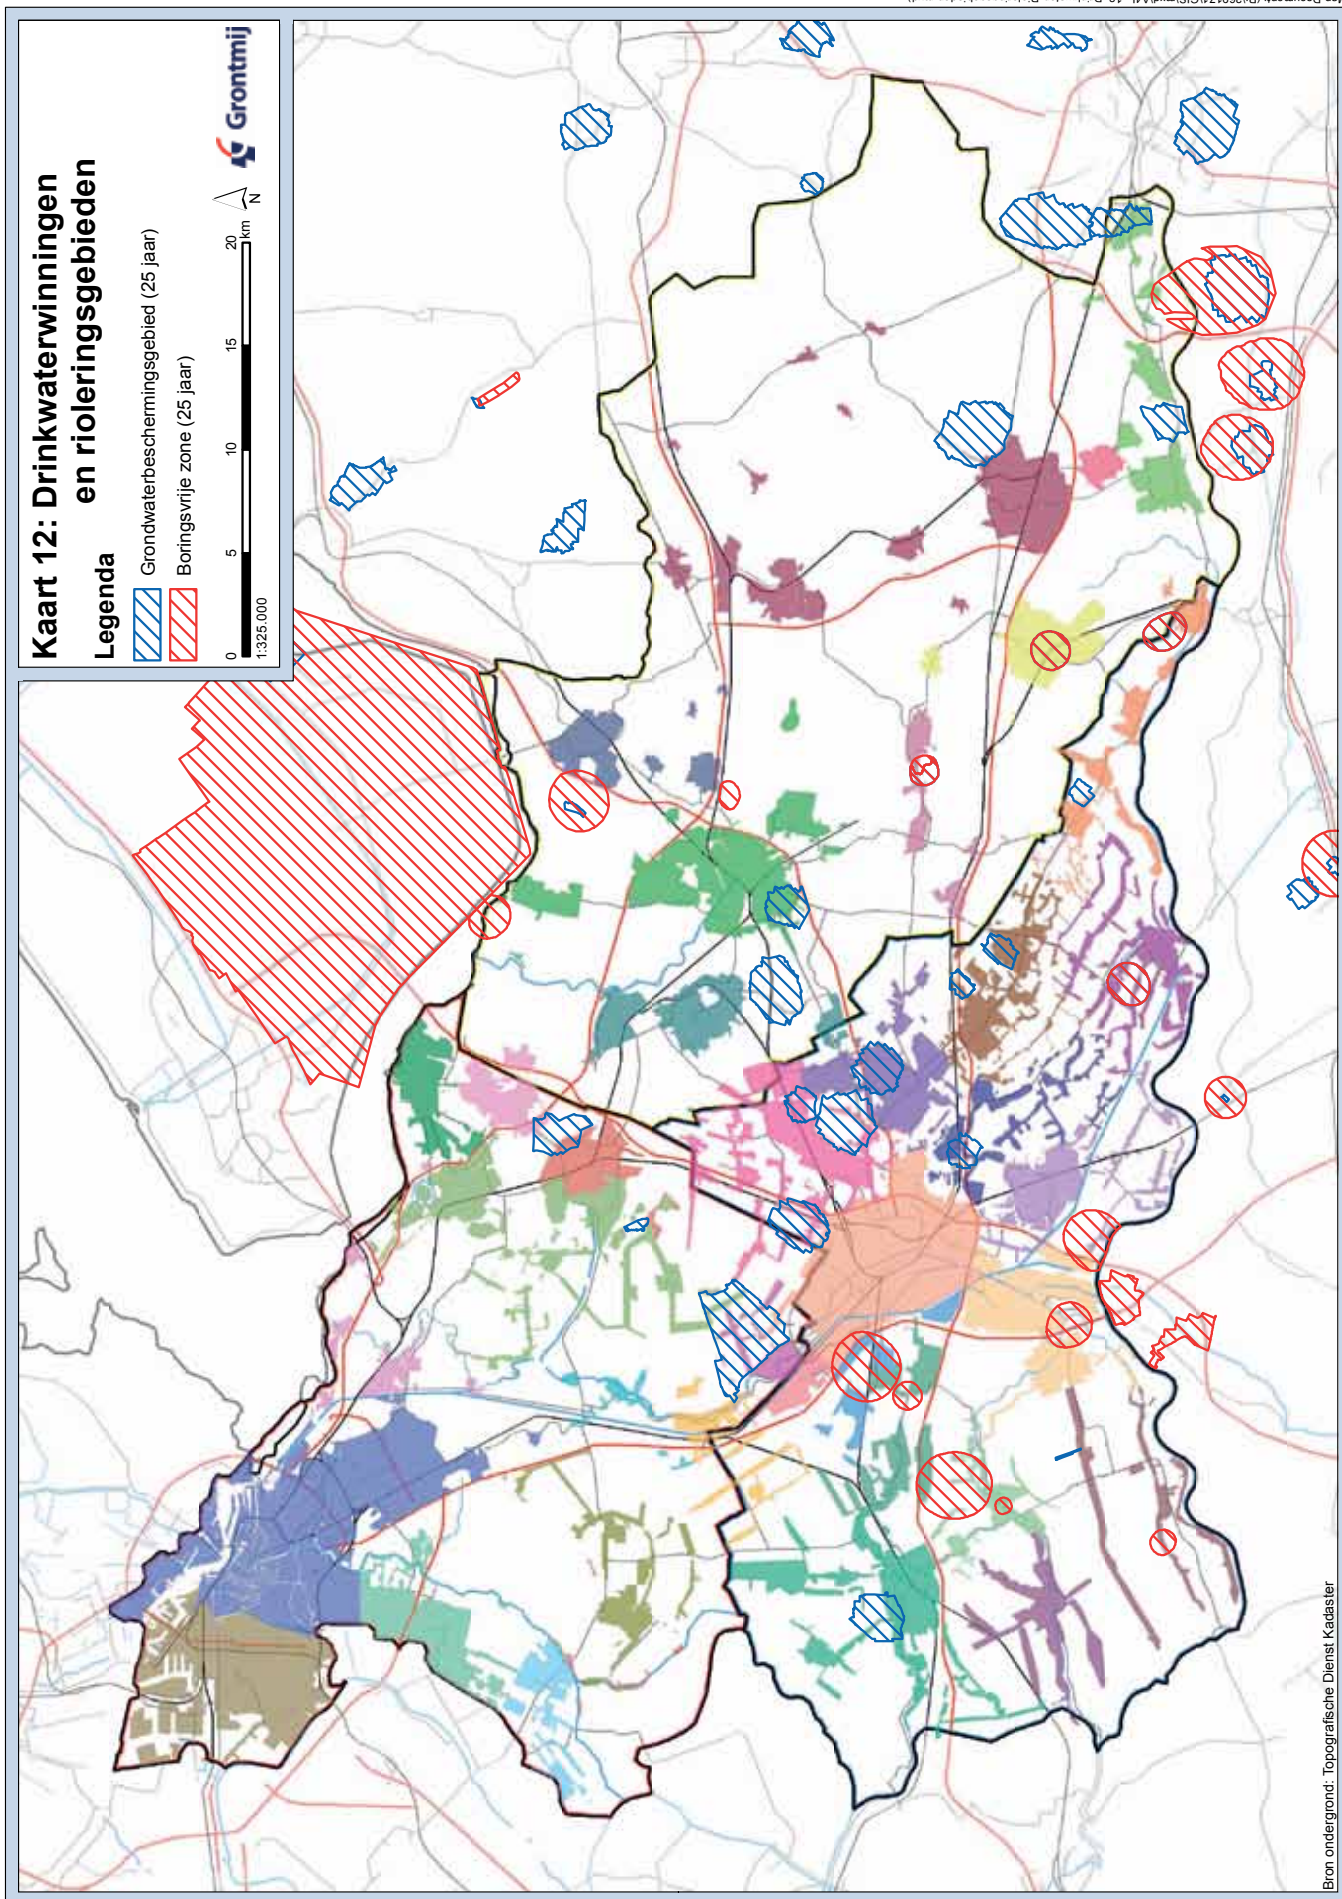 Kaart 12: Drinkwaterwinningen
en rioleringsgebieden
Legenda
Grondwaterbeschermingsgebied (25 jaar)
Boringsvrije zone (25 jaar)
0 5 10 15 20
km
1:325.000
N
Grontmij
Bron ondergrond: Topografische Dienst Kadaster